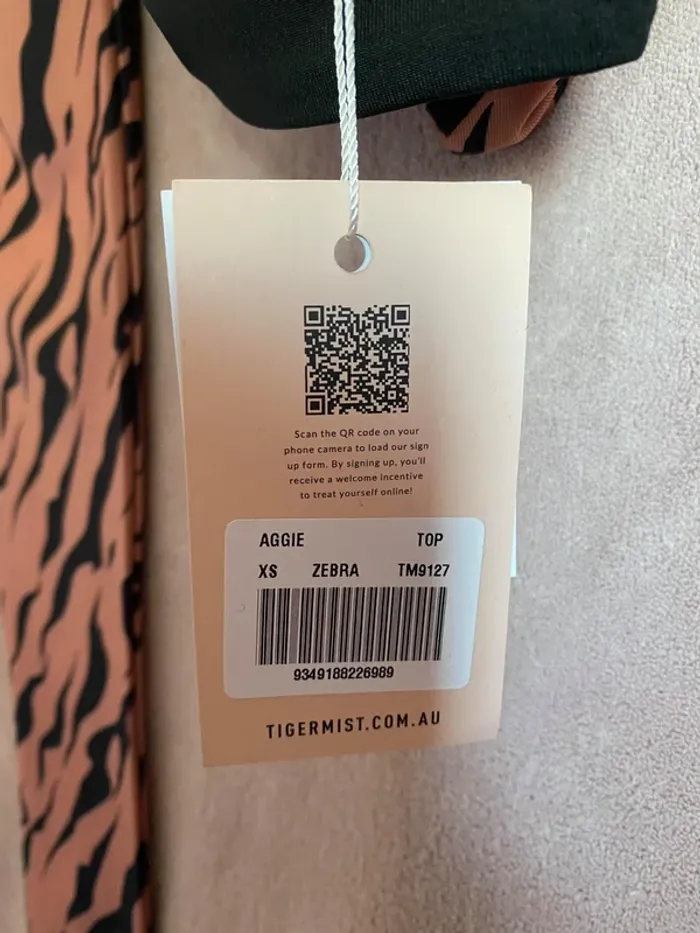 Scan the QR code on your
phone camera to load our sign
up form. By signing up, you'll
receive a welcome incentive
to treat yourself online!
AGGIE TOP
XS ZEBRA TM9127
9349188226989
TIGERMIST.COM.AU